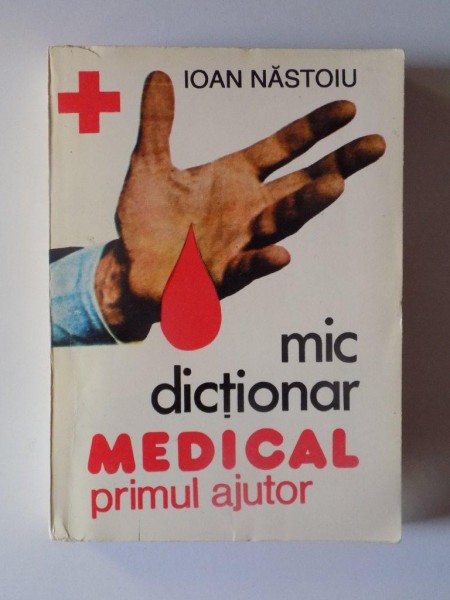 IOAN NĂSTOIU
mic
dicționar
MEDICAL
primul ajutor